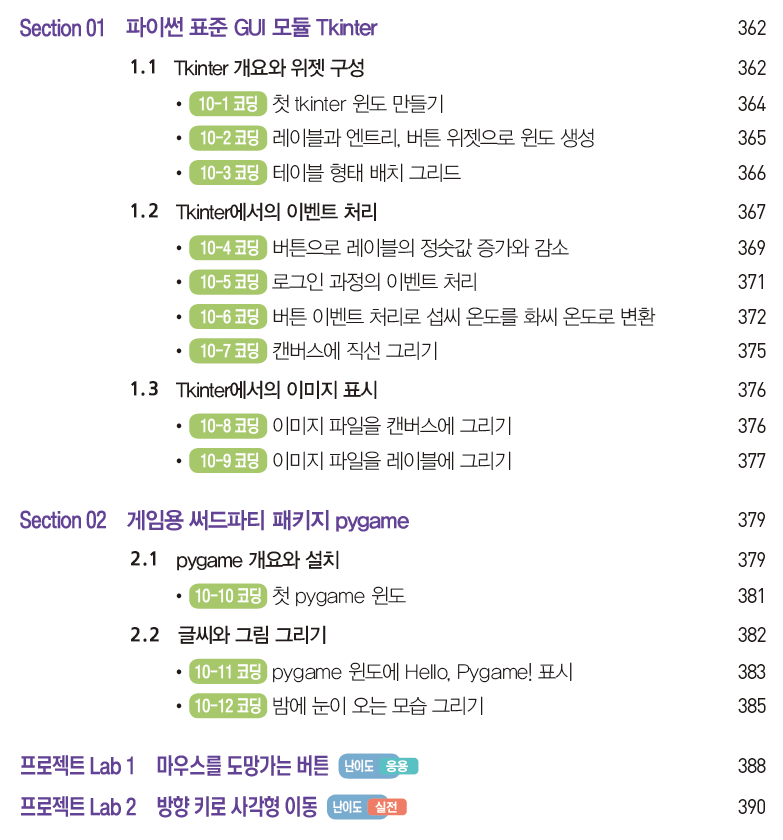 Section 01 파이썬 표준 GUI 모듈 Tkinter 362
1.1 Tkinter 개요와 위젯 구성 362
• 10-1 코딩 첫 tkinter 윈도 만들기 364
• 10-2 코딩 레이블과 엔트리, 버튼 위젯으로 윈도 생성 365
• 10-3 코딩 테이블 형태 배치 그리드 366
1.2 Tkinter에서의 이벤트 처리 367
• 10-4 코딩 버튼으로 레이블의 정숫값 증가와 감소 369
• 10-5 코딩 로그인 과정의 이벤트 처리 371
• 10-6 코딩 버튼 이벤트 처리로 섭씨 온도를 화씨 온도로 변환 372
• 10-7 코딩 캔버스에 직선 그리기 375
1.3 Tkinter에서의 이미지 표시 376
• 10-8 코딩 이미지 파일을 캔버스에 그리기 376
• 10-9 코딩 이미지 파일을 레이블에 그리기 377
Section 02 게임용 써드파티 패키지 pygame 379
2.1 pygame 개요와 설치 379
• 10-10 코딩 첫 pygame 윈도 381
2.2 글씨와 그림 그리기 382
• 10-11 코딩 pygame 윈도에 Hello, Pygame! 표시 383
• 10-12 코딩 밤에 눈이 오는 모습 그리기 385
프로젝트 Lab 1 마우스를 도망가는 버튼 난이도 응용 388
프로젝트 Lab 2 방향 키로 사각형 이동 난이도 실전 390